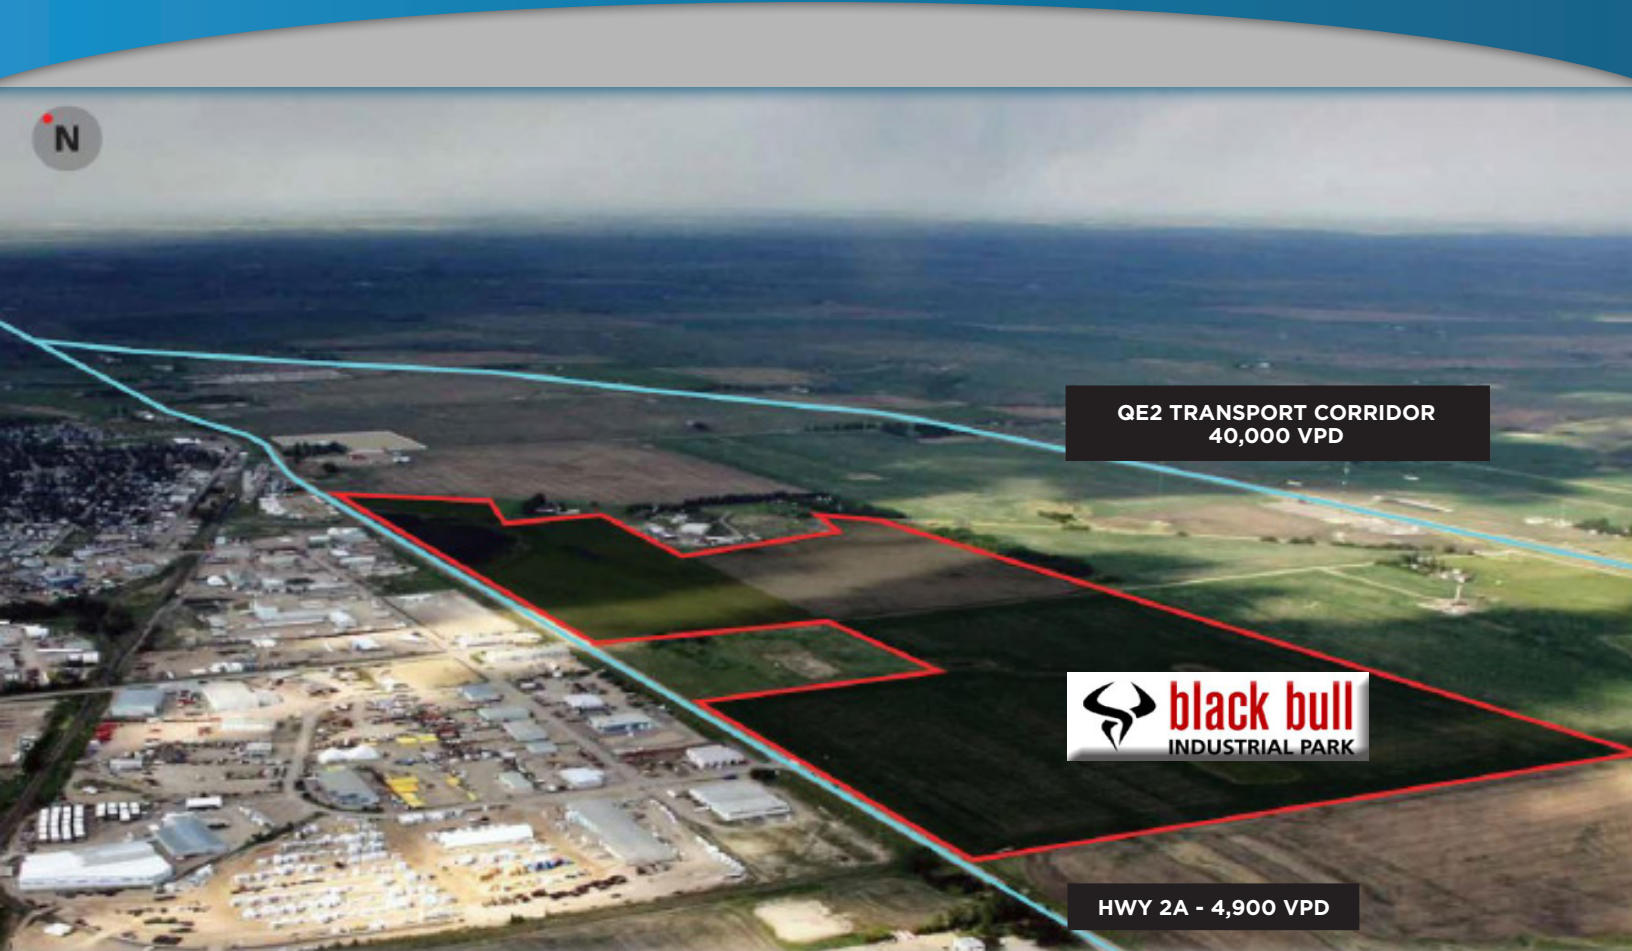 N
QE2 TRANSPORT CORRIDOR
40,000 VPD
black bull
INDUSTRIAL PARK
HWY 2A - 4,900 VPD